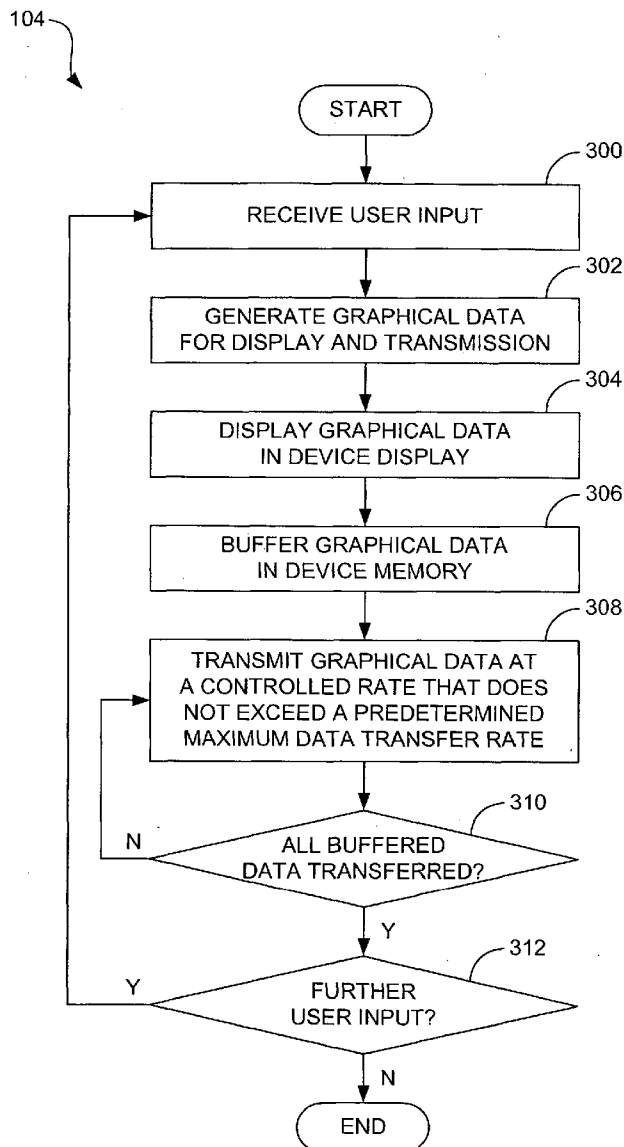 104
START
300
RECEIVE USER INPUT
302
GENERATE GRAPHICAL DATA
FOR DISPLAY AND TRANSMISSION
304
DISPLAY GRAPHICAL DATA
IN DEVICE DISPLAY
306
BUFFER GRAPHICAL DATA
IN DEVICE MEMORY
308
TRANSMIT GRAPHICAL DATA AT
A CONTROLLED RATE THAT DOES
NOT EXCEED A PREDETERMINED
MAXIMUM DATA TRANSFER RATE
310
N
ALL BUFFERED
DATA TRANSFERRED?
Y
312
Y
FURTHER
USER INPUT?
N
END